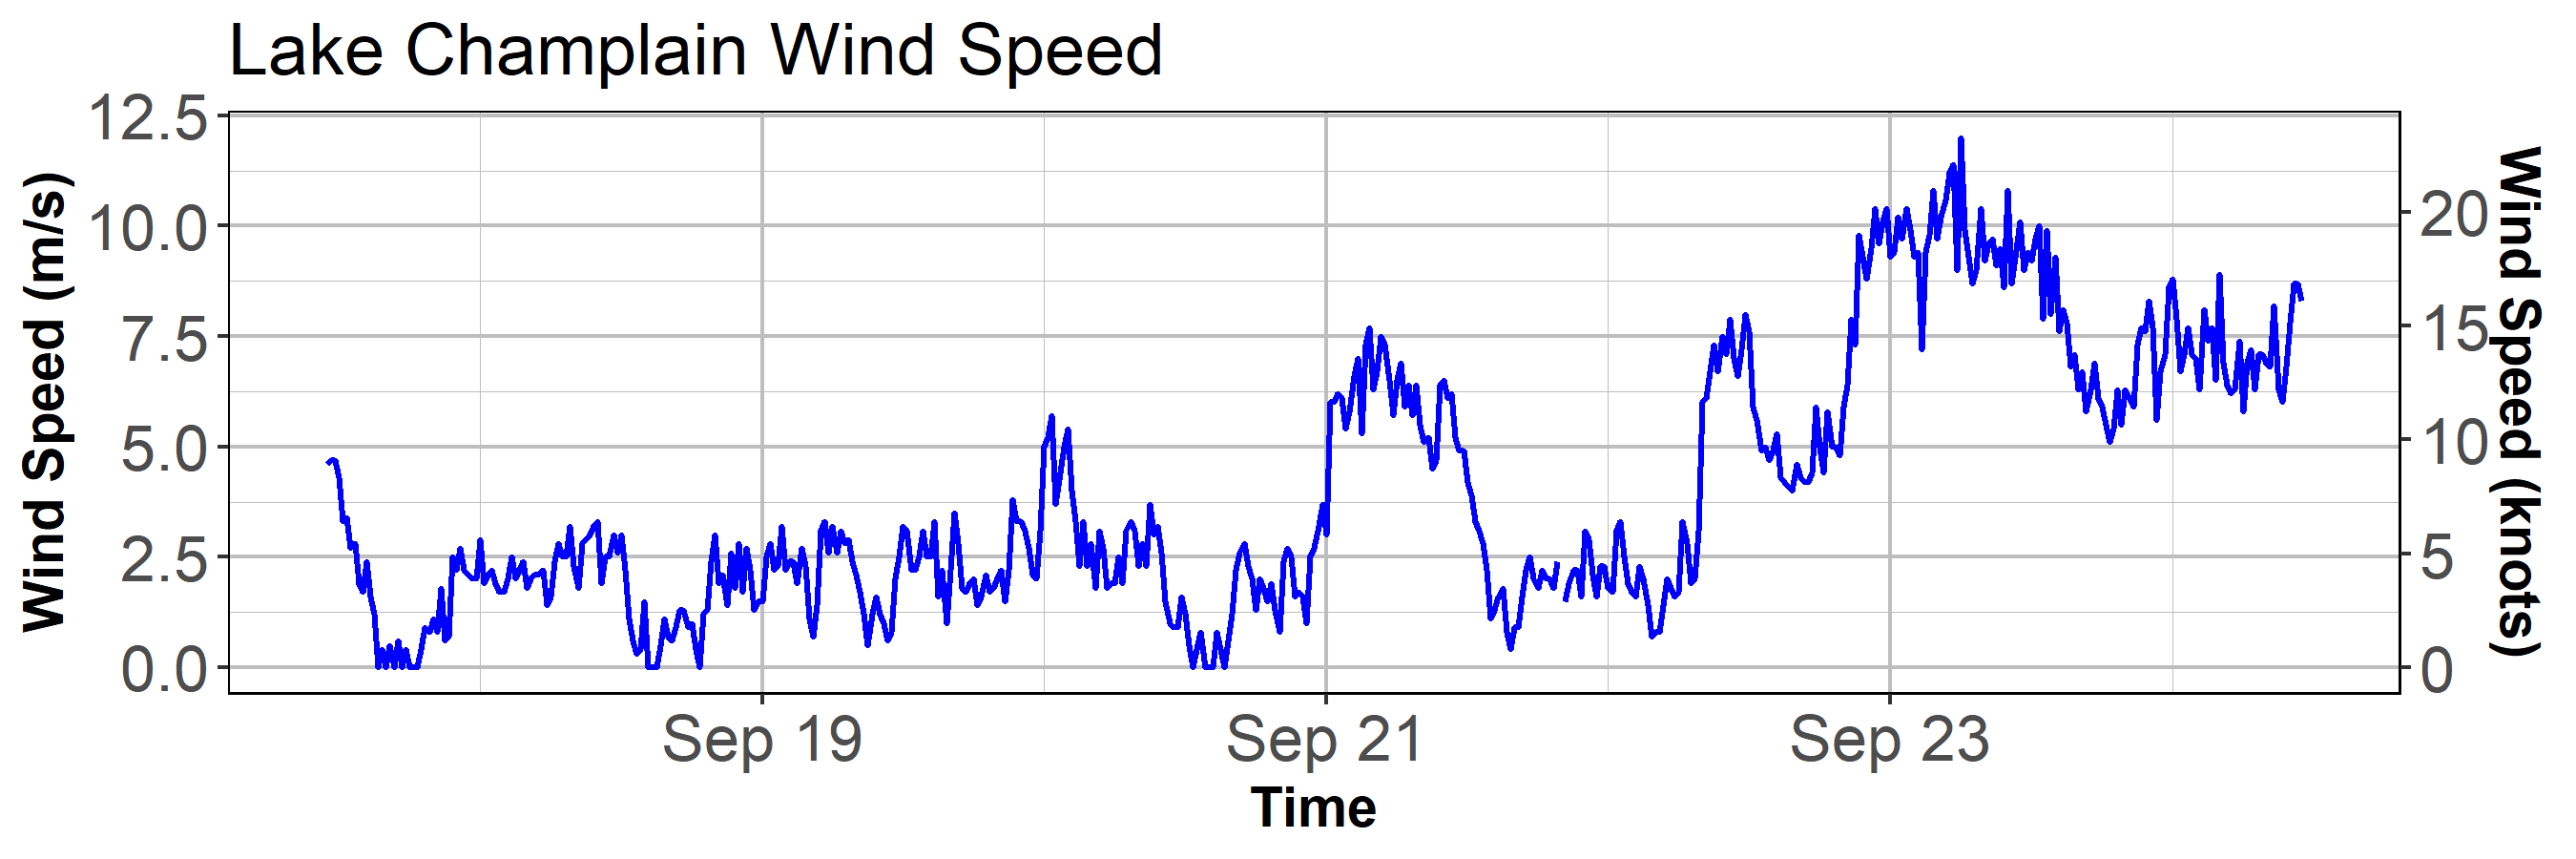 Lake Champlain Wind Speed
12.5
10.0
7.5
5.0
2.5
0.0
Wind Speed (m/s)
20
15
10
5
0
Wind Speed (knots)
Sep 19
Sep 21
Sep 23
Time